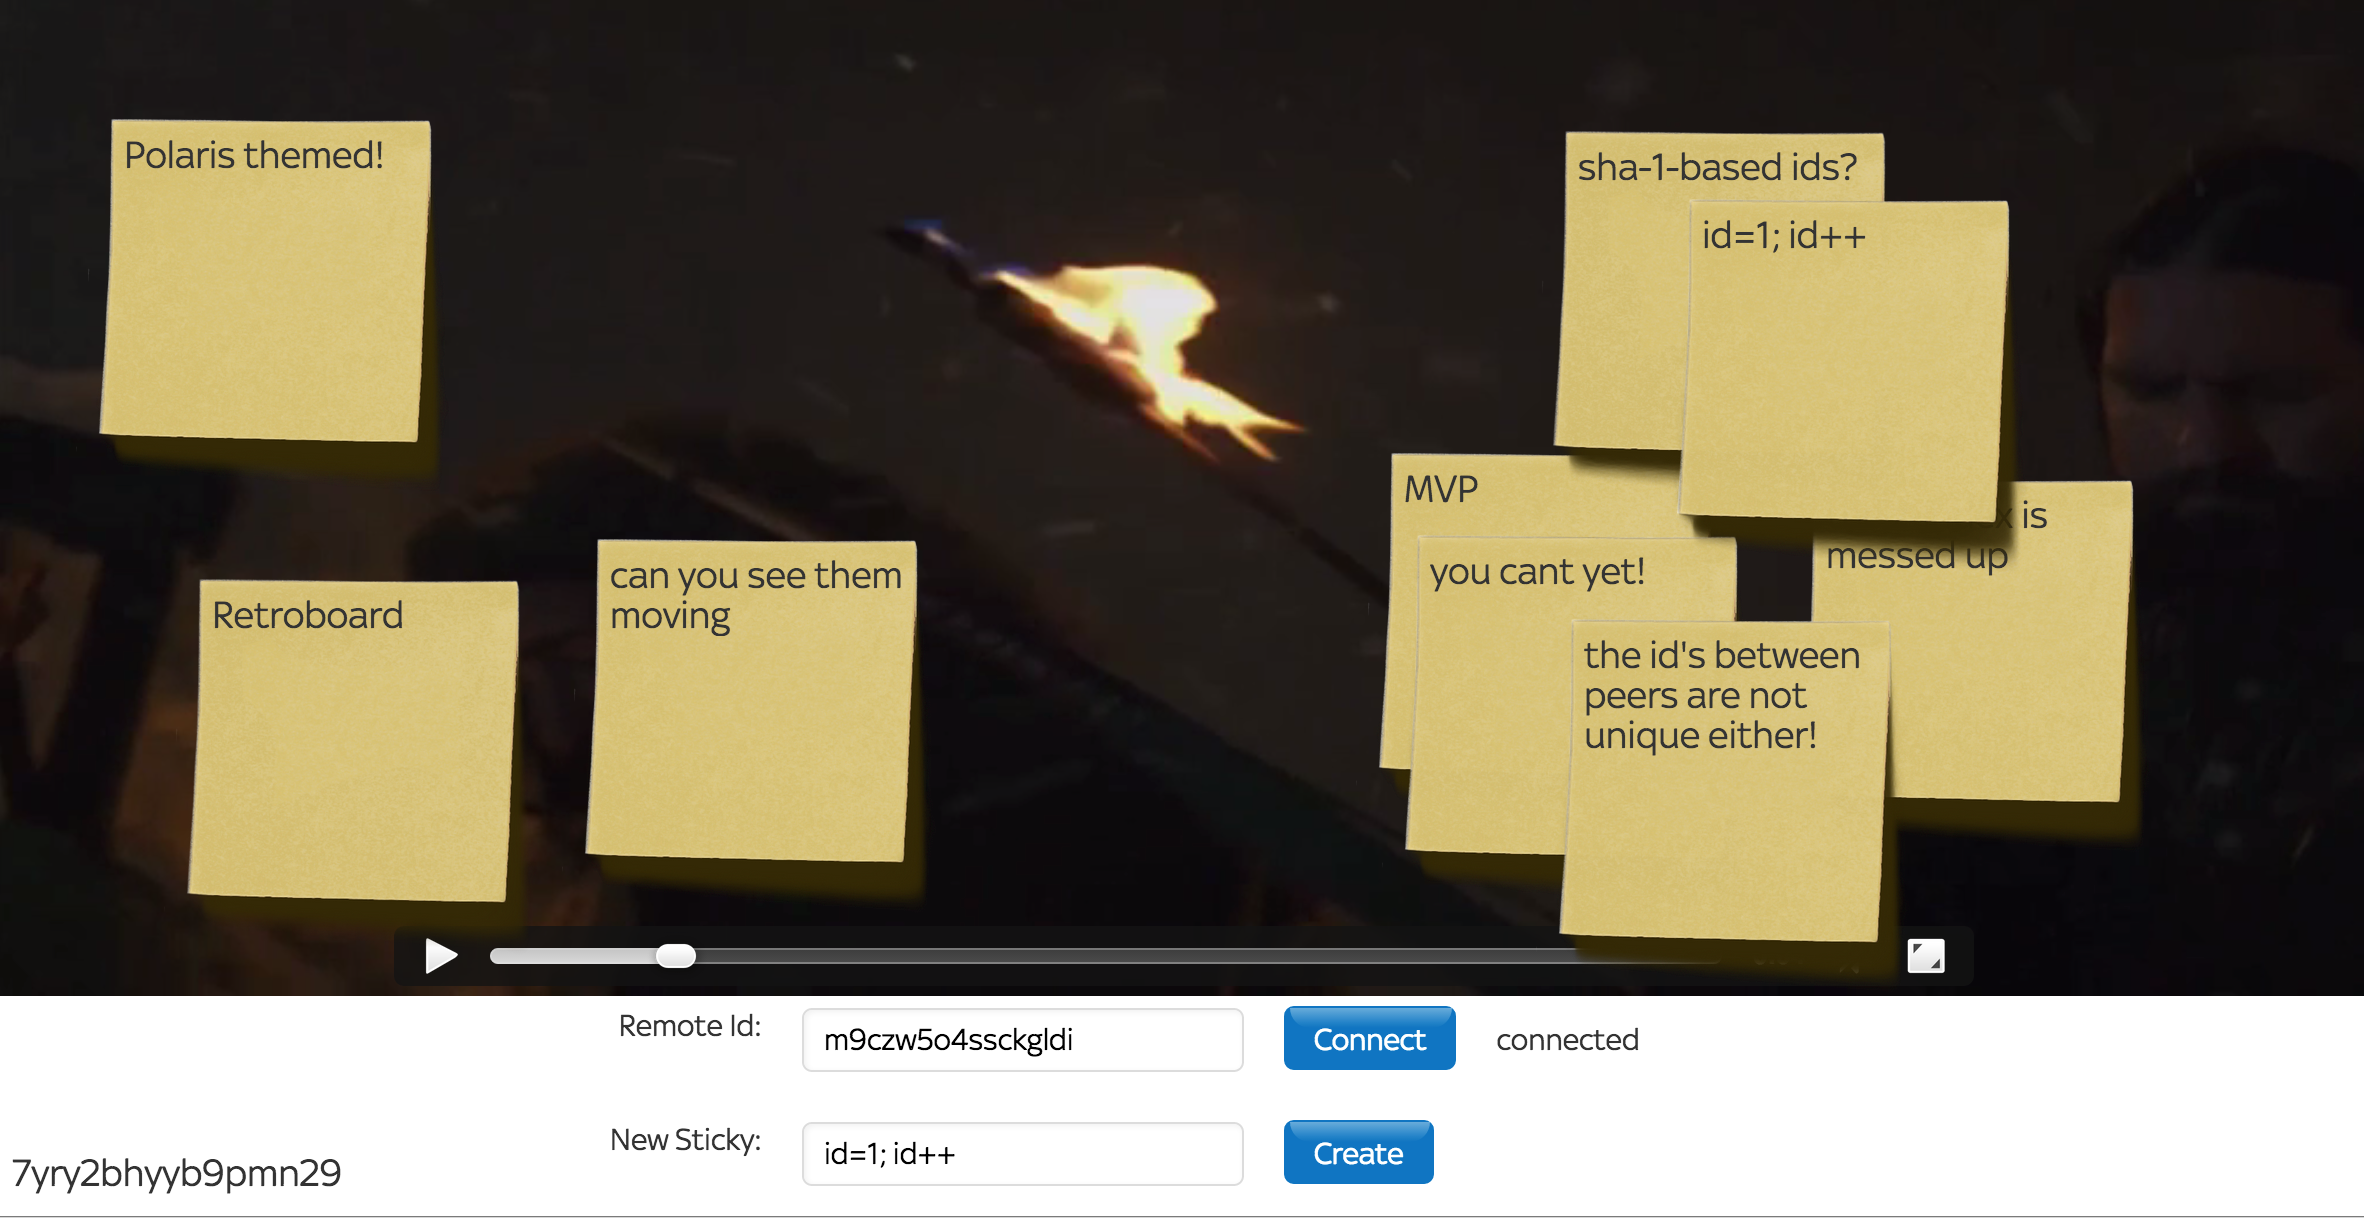 Polaris themed!
sha-1-based ids?
id=1; id++
MVP
is
messed up
you cant yet!
can you see them
moving
Retroboard
the id's between
peers are not
unique either!
Remote Id:
m9czw5o4ssckgldi
Connect
connected
New Sticky:
id=1; id++
Create
7yry2bhyyb9pmn29